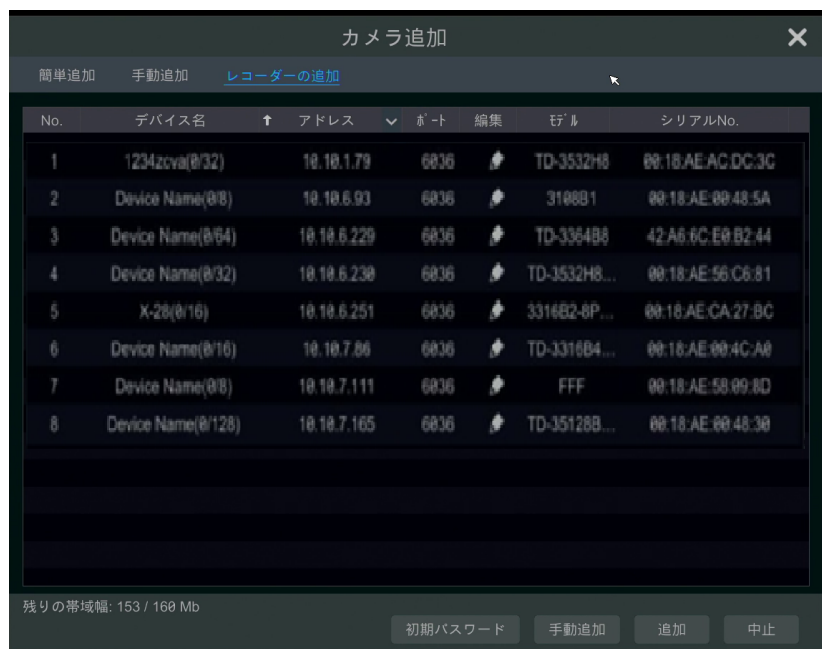 カメラ追加
簡単追加 手動追加 レコーダーの追加
No. デバイス名 アドレス ポート 編集 モデル シリアルNo.
1 1234zcva(0/32) 10.10.1.79 6036 TD-3532H8 00:18:AE:AC:DC:3C
2 Device Name(0/8) 10.10.6.93 6036 3108B1 00:18:AE:00:48:5A
3 Device Name(0/64) 10.10.6.229 6036 TD-3364B8 42:A6:6C:E0:B2:44
4 Device Name(0/32) 10.10.6.230 6036 TD-3532H8... 00:18:AE:56:C6:81
5 X-28(0/16) 10.10.6.251 6036 3316B2-8P... 00:18:AE:CA:27:BC
6 Device Name(0/16) 10.10.7.86 6036 TD-3316B4... 00:18:AE:00:4C:A0
7 Device Name(0/8) 10.10.7.111 6036 FFF 00:18:AE:58:09:8D
8 Device Name(0/128) 10.10.7.165 6036 TD-35128B... 00:18:AE:00:48:30
残りの帯域幅: 153 / 160 Mb
初期パスワード 手動追加 追加 中止